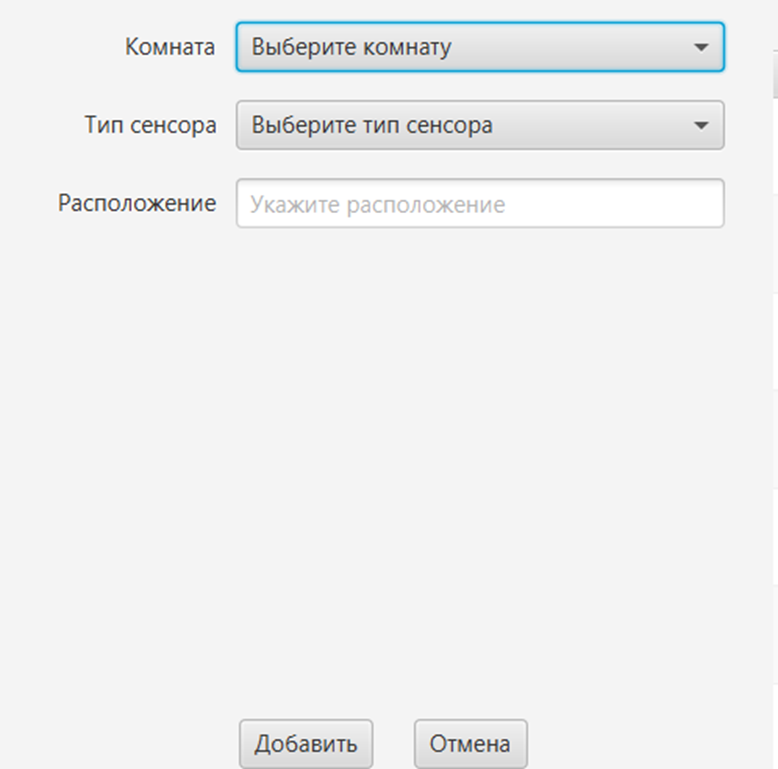 Комната Выберите комнату
Тип сенсора Выберите тип сенсора
Расположение Укажите расположение
Добавить Отмена